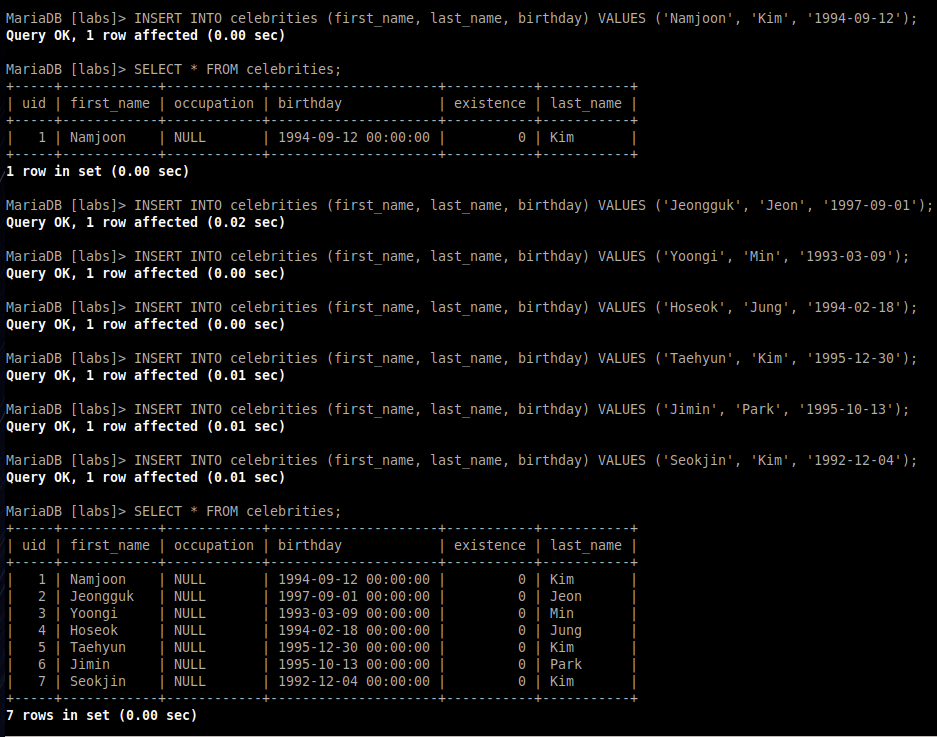 MariaDB [labs]> INSERT INTO celebrities (first_name, last_name, birthday) VALUES ('Namjoon', 'Kim', '1994-09-12');
Query OK, 1 row affected (0.00 sec)
MariaDB [labs]> SELECT * FROM celebrities;
+-----+------------+------------+---------------------+-----------+-----------+
| uid | first_name | occupation | birthday            | existence | last_name |
+-----+------------+------------+---------------------+-----------+-----------+
|   1 | Namjoon    | NULL       | 1994-09-12 00:00:00 |         0 | Kim       |
+-----+------------+------------+---------------------+-----------+-----------+
1 row in set (0.00 sec)
MariaDB [labs]> INSERT INTO celebrities (first_name, last_name, birthday) VALUES ('Jeongguk', 'Jeon', '1997-09-01');
Query OK, 1 row affected (0.02 sec)
MariaDB [labs]> INSERT INTO celebrities (first_name, last_name, birthday) VALUES ('Yoongi', 'Min', '1993-03-09');
Query OK, 1 row affected (0.00 sec)
MariaDB [labs]> INSERT INTO celebrities (first_name, last_name, birthday) VALUES ('Hoseok', 'Jung', '1994-02-18');
Query OK, 1 row affected (0.00 sec)
MariaDB [labs]> INSERT INTO celebrities (first_name, last_name, birthday) VALUES ('Taehyun', 'Kim', '1995-12-30');
Query OK, 1 row affected (0.01 sec)
MariaDB [labs]> INSERT INTO celebrities (first_name, last_name, birthday) VALUES ('Jimin', 'Park', '1995-10-13');
Query OK, 1 row affected (0.01 sec)
MariaDB [labs]> INSERT INTO celebrities (first_name, last_name, birthday) VALUES ('Seokjin', 'Kim', '1992-12-04');
Query OK, 1 row affected (0.01 sec)
MariaDB [labs]> SELECT * FROM celebrities;
+-----+------------+------------+---------------------+-----------+-----------+
| uid | first_name | occupation | birthday            | existence | last_name |
+-----+------------+------------+---------------------+-----------+-----------+
|   1 | Namjoon    | NULL       | 1994-09-12 00:00:00 |         0 | Kim       |
|   2 | Jeongguk   | NULL       | 1997-09-01 00:00:00 |         0 | Jeon      |
|   3 | Yoongi     | NULL       | 1993-03-09 00:00:00 |         0 | Min       |
|   4 | Hoseok     | NULL       | 1994-02-18 00:00:00 |         0 | Jung      |
|   5 | Taehyun    | NULL       | 1995-12-30 00:00:00 |         0 | Kim       |
|   6 | Jimin      | NULL       | 1995-10-13 00:00:00 |         0 | Park      |
|   7 | Seokjin    | NULL       | 1992-12-04 00:00:00 |         0 | Kim       |
+-----+------------+------------+---------------------+-----------+-----------+
7 rows in set (0.00 sec)